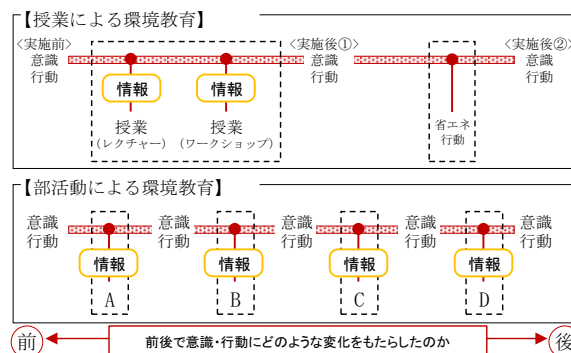 【授業による環境教育】
<実施前>
意識
行動
<実施後①>
意識
行動
<実施後②>
意識
行動
情報
情報
授業
(レクチャー)
授業
(ワークショップ)
省エネ
行動
【部活動による環境教育】
意識
行動
意識
行動
意識
行動
意識
行動
意識
行動
情報
情報
情報
情報
A
B
C
D
前
前後で意識・行動にどのような変化をもたらしたのか
後